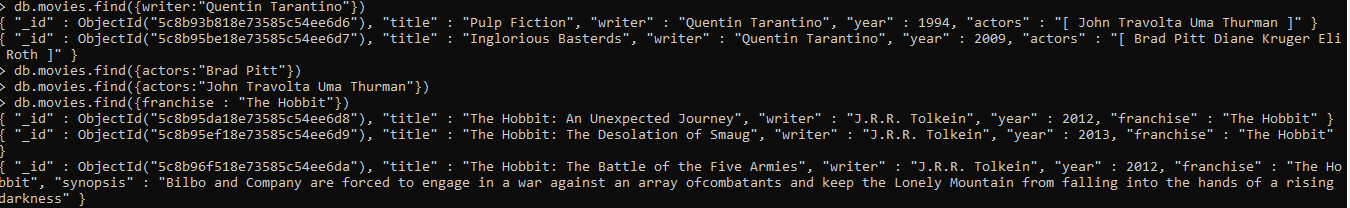 > db.movies.find({writer:"Quentin Tarantino"})
{ "_id" : ObjectId("5c8b93b818e73585c54ee6d6"), "title" : "Pulp Fiction", "writer" : "Quentin Tarantino", "year" : 1994, "actors" : "[ John Travolta Uma Thurman ]" }
{ "_id" : ObjectId("5c8b95be18e73585c54ee6d7"), "title" : "Inglorious Basterds", "writer" : "Quentin Tarantino", "year" : 2009, "actors" : "[ Brad Pitt Diane Kruger Eli
 Roth ]" }
> db.movies.find({actors:"Brad Pitt"})
> db.movies.find({actors:"John Travolta Uma Thurman"})
> db.movies.find({franchise : "The Hobbit"})
{ "_id" : ObjectId("5c8b95da18e73585c54ee6d8"), "title" : "The Hobbit: An Unexpected Journey", "writer" : "J.R.R. Tolkein", "year" : 2012, "franchise" : "The Hobbit" }
{ "_id" : ObjectId("5c8b95ef18e73585c54ee6d9"), "title" : "The Hobbit: The Desolation of Smaug", "writer" : "J.R.R. Tolkein", "year" : 2013, "franchise" : "The Hobbit"
}
{ "_id" : ObjectId("5c8b96f518e73585c54ee6da"), "title" : "The Hobbit: The Battle of the Five Armies", "writer" : "J.R.R. Tolkein", "year" : 2012, "franchise" : "The Ho
bbit", "synopsis" : "Bilbo and Company are forced to engage in a war against an array ofcombatants and keep the Lonely Mountain from falling into the hands of a rising
darkness" }